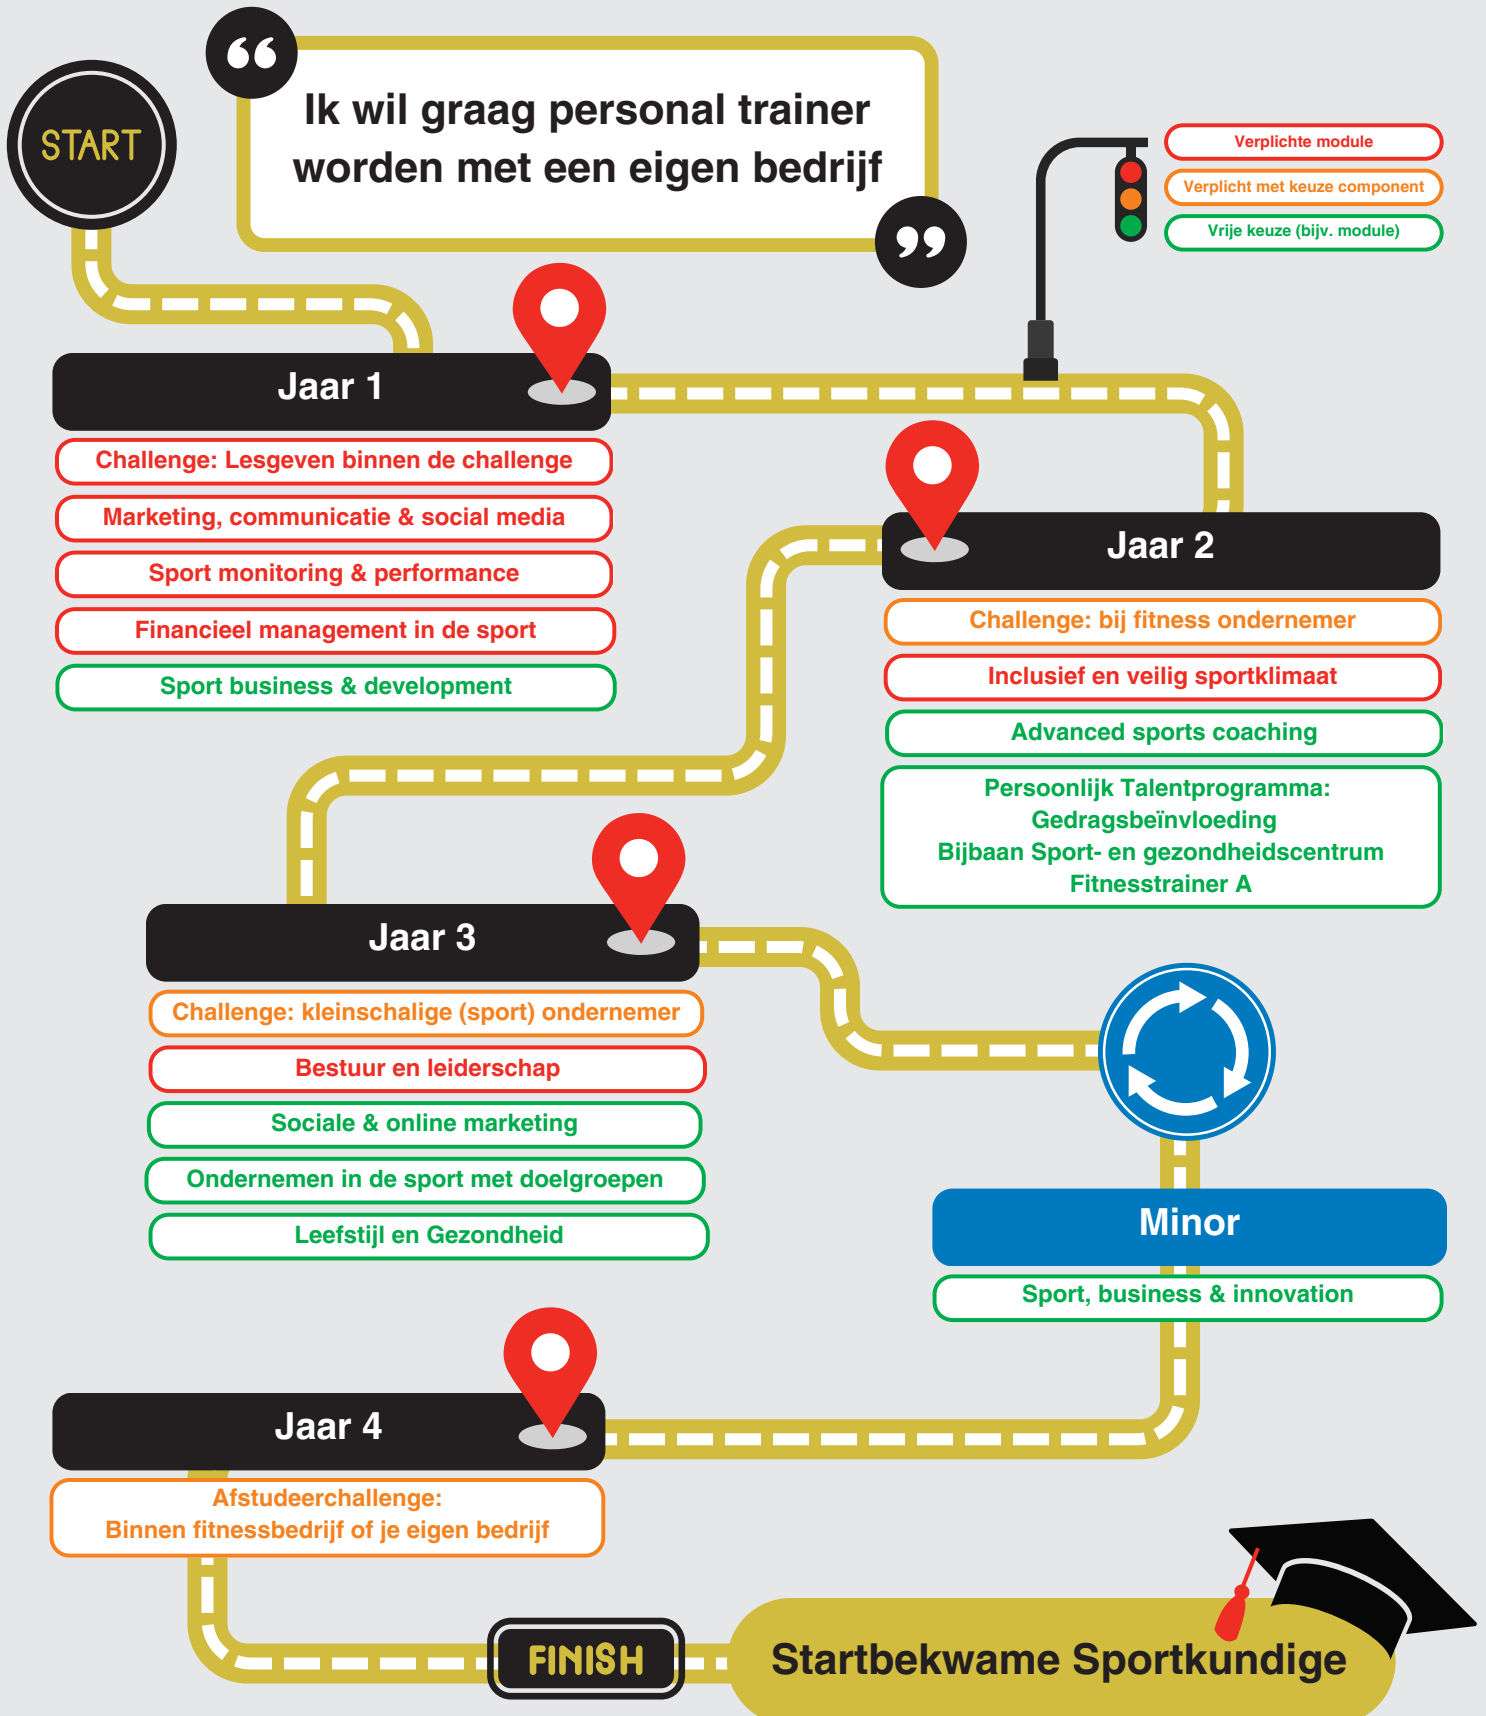 START
“
Ik wil graag personal trainer
worden met een eigen bedrijf
”
Verplichte module
Verplicht met keuze component
Vrije keuze (bijv. module)
Jaar 1
Challenge: Lesgeven binnen de challenge
Marketing, communicatie & social media
Sport monitoring & performance
Financieel management in de sport
Sport business & development
Jaar 2
Challenge: bij fitness ondernemer
Inclusief en veilig sportklimaat
Advanced sports coaching
Persoonlijk Talentprogramma:
Gedragsbeïnvloeding
Bijbaan Sport- en gezondheidscentrum
Fitnesstrainer A
Jaar 3
Challenge: kleinschalige (sport) ondernemer
Bestuur en leiderschap
Sociale & online marketing
Ondernemen in de sport met doelgroepen
Leefstijl en Gezondheid
Minor
Sport, business & innovation
Jaar 4
Afstudeerchallenge:
Binnen fitnessbedrijf of je eigen bedrijf
FINISH
Startbekwame Sportkundige